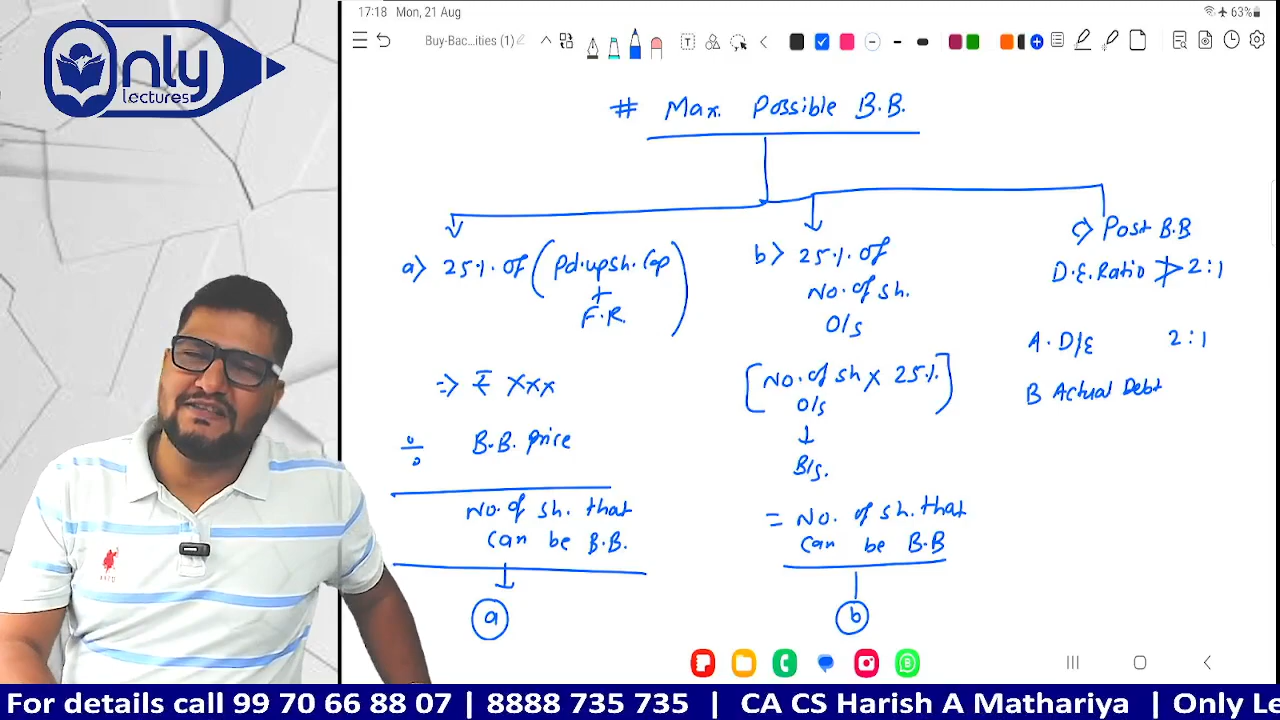 17:18 Mon, 21 Aug
63%
Only
lectures
Buy-Bac...ities (1)
# Max. Possible B.B.
a> 25.1. of (Pd.up sh. Cap
+
F.R.)
=> ₹ xxx
÷ B.B. Price
No. of sh. that
can be B.B.
a
b> 25.1. of
No. of sh.
O/s
[No. of sh x 25.1.]
O/s
B/s.
= No. of sh. that
can be B.B
b
c> Post B.B
D.E. Ratio ≯ 2:1
A. D/E 2:1
B Actual Debt
For details call 99 70 66 88 07 | 8888 735 735 | CA CS Harish A Mathariya | Only Le